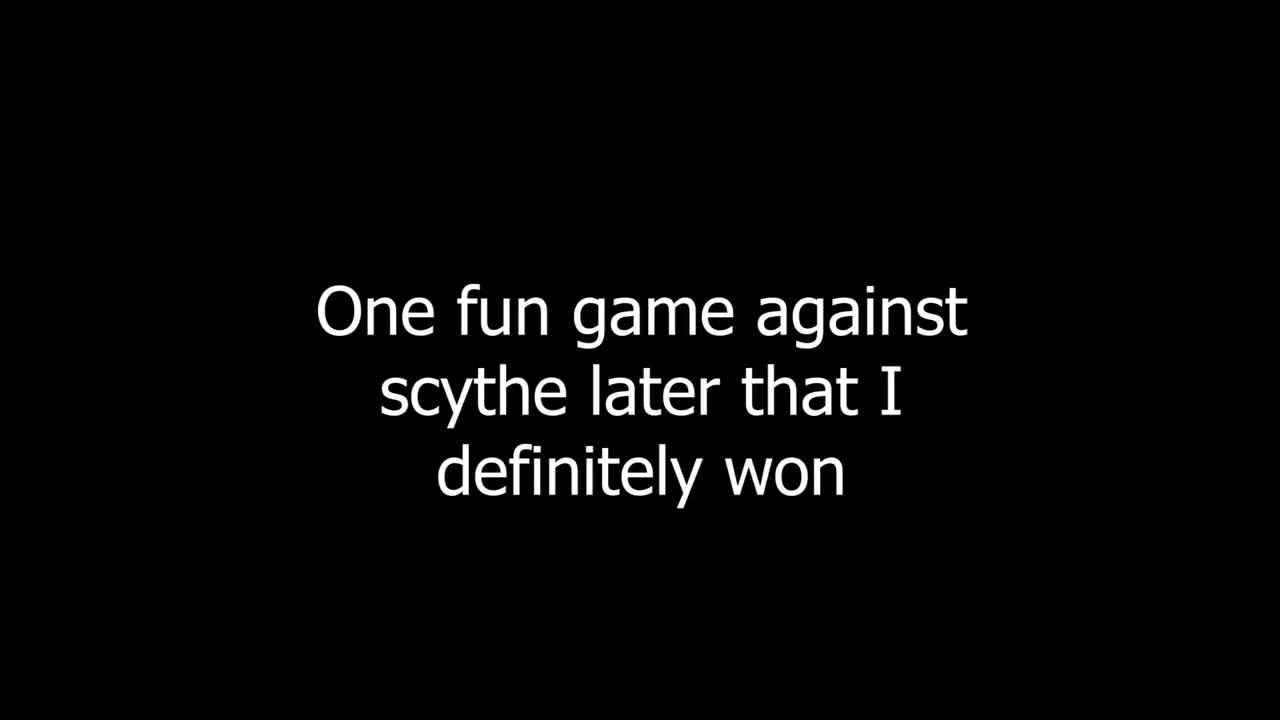 One fun game against
scythe later that I
definitely won